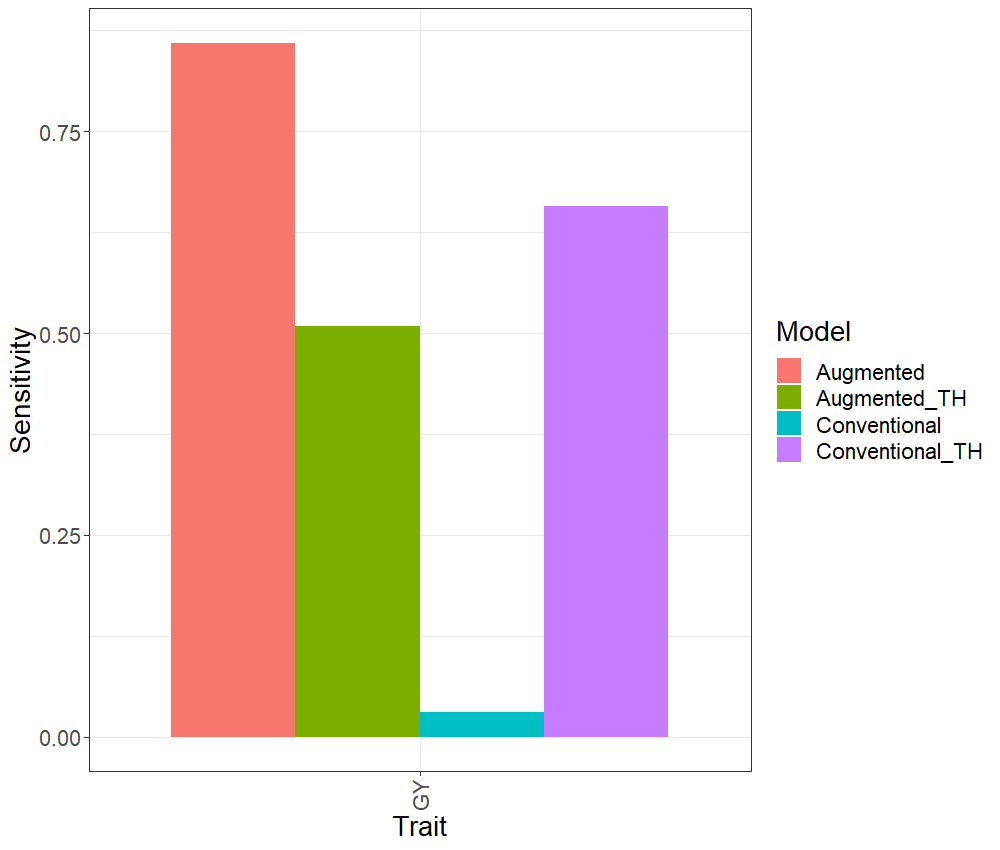 Sensitivity
0.75
0.50
0.25
0.00
GY
Trait
Model
Augmented
Augmented_TH
Conventional
Conventional_TH